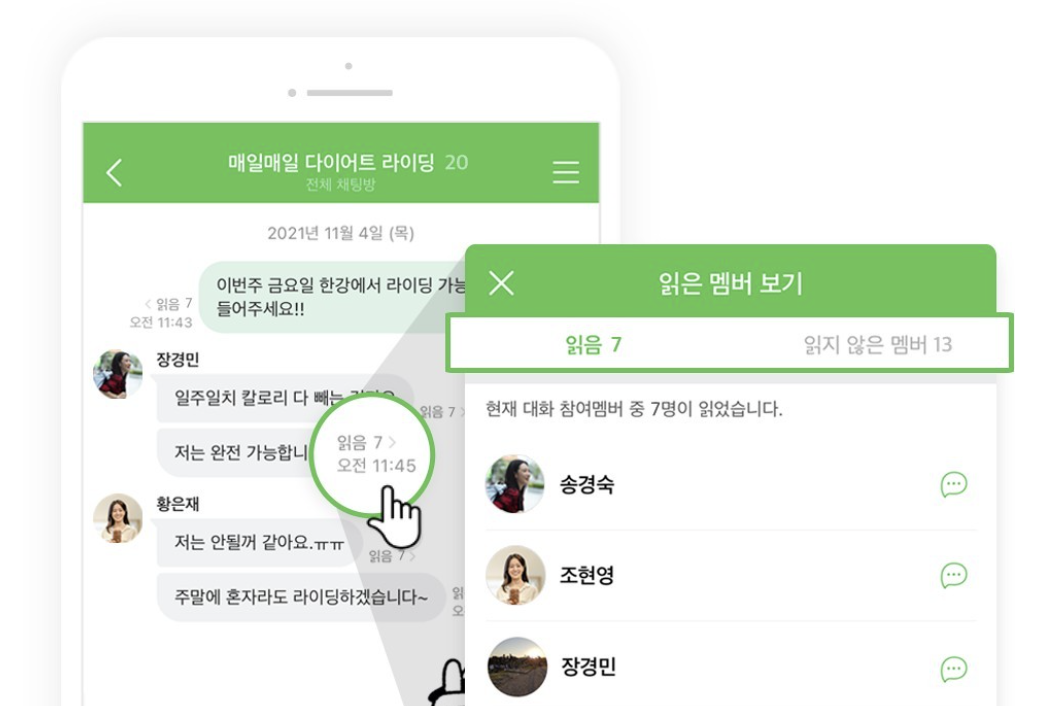 매일매일 다이어트 라이딩 20
전체 채팅방
2021년 11월 4일 (목)
이번주 금요일 한강에서 라이딩
들어주세요!!
< 읽음 7
오전 11:43
장경민
일주일치 칼로리 다 빼는
읽음 7 >
저는 완전 가능합니
읽음 7 >
오전 11:45
황은재
저는 안될꺼 같아요.ㅠㅠ
읽음 7 >
주말에 혼자라도 라이딩하겠습니다~
읽은 멤버 보기
읽음 7
읽지 않은 멤버 13
현재 대화 참여멤버 중 7명이 읽었습니다.
송경숙
조현영
장경민